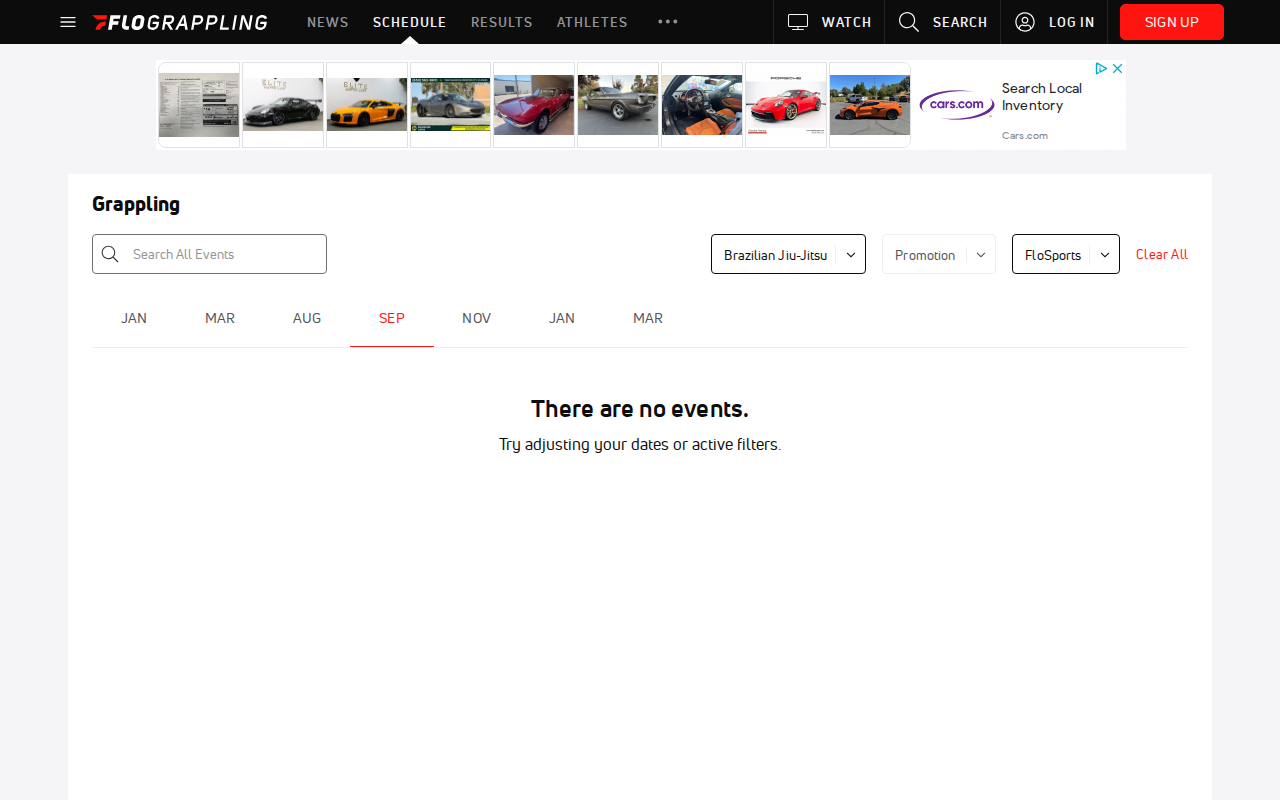 FLOGRAPPLING
NEWS
SCHEDULE
RESULTS
ATHLETES
WATCH
SEARCH
LOG IN
SIGN UP
PORSCHE
cars.com
Search Local
Inventory
Cars.com
Grappling
Search All Events
Brazilian Jiu-Jitsu
Promotion
FloSports
Clear All
JAN
MAR
AUG
SEP
NOV
JAN
MAR
There are no events.
Try adjusting your dates or active filters.